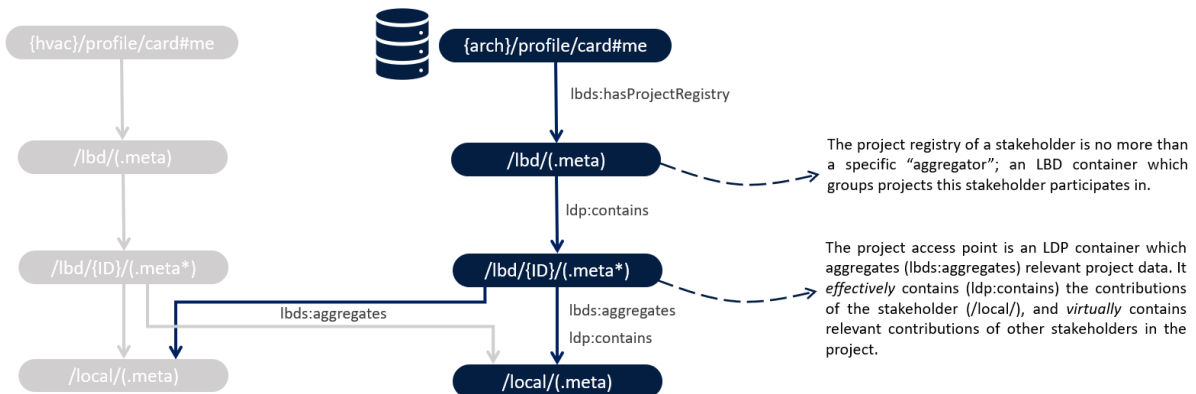 {hvac}/profile/card#me
{arch}/profile/card#me
lbds:hasProjectRegistry
/lbd/(.meta)
/lbd/(.meta)
The project registry of a stakeholder is no more than
a specific “aggregator”; an LBD container which
groups projects this stakeholder participates in.
ldp:contains
/lbd/{ID}/(.meta*)
/lbd/{ID}/(.meta*)
The project access point is an LDP container which
aggregates (lbds:aggregates) relevant project data. It
effectively contains (ldp:contains) the contributions
of the stakeholder (/local/), and virtually contains
relevant contributions of other stakeholders in the
project.
lbds:aggregates
lbds:aggregates
ldp:contains
/local/(.meta)
/local/(.meta)